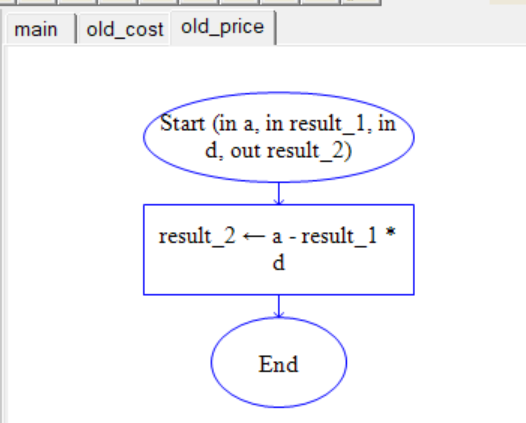 main old_cost old_price
Start (in a, in result_1, in
d, out result_2)
result_2 ← a - result_1 *
d
End